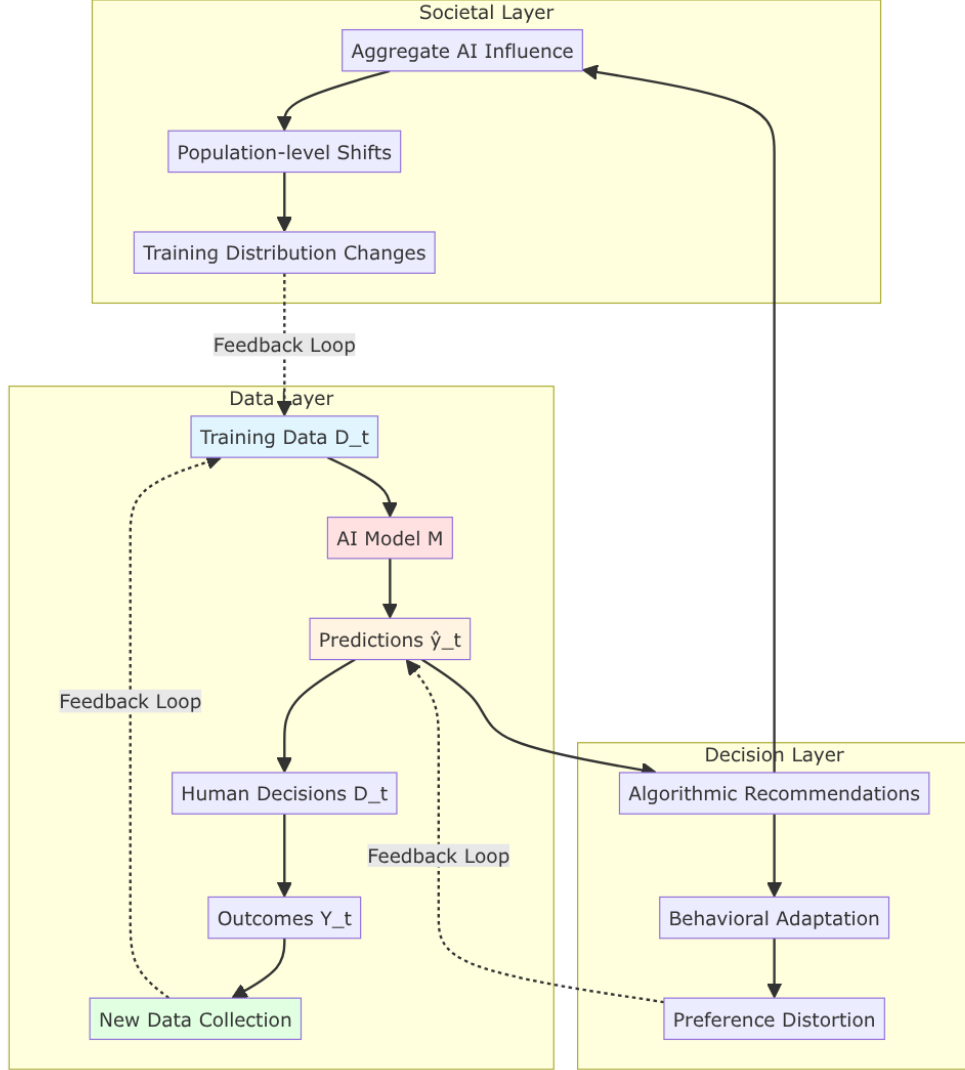 Societal Layer
Aggregate AI Influence
Population-level Shifts
Training Distribution Changes
Feedback Loop
Data Layer
Training Data D_t
AI Model M
Predictions ŷ_t
Feedback Loop
Decision Layer
Human Decisions D_t
Algorithmic Recommendations
Feedback Loop
Outcomes Y_t
Behavioral Adaptation
New Data Collection
Preference Distortion